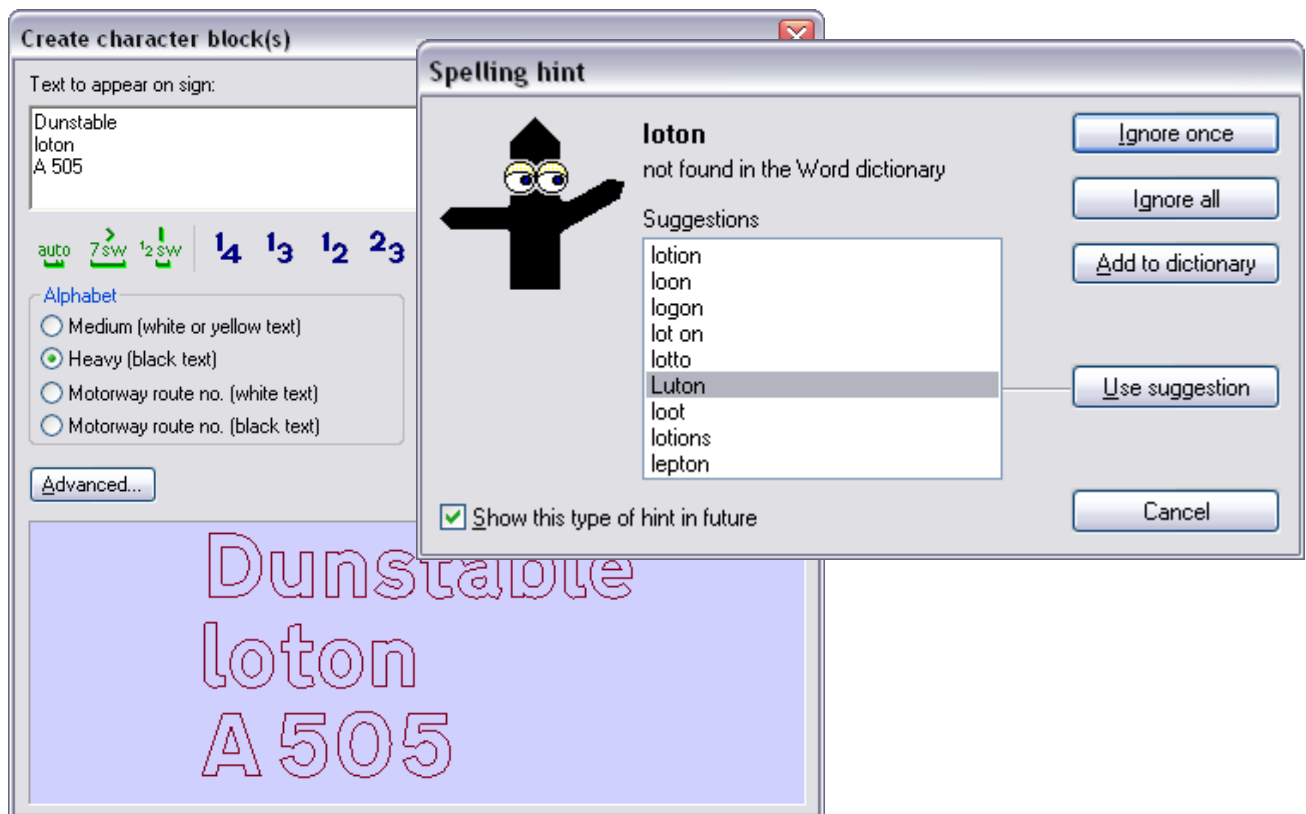 Create character block(s)
Text to appear on sign:
Dunstable
loton
A 505
auto 7sw ½sw ¼ ⅓ ½ ⅔
Alphabet
Medium (white or yellow text)
Heavy (black text)
Motorway route no. (white text)
Motorway route no. (black text)
Advanced...
Dunstable
loton
A 505
Spelling hint
loton
not found in the Word dictionary
Suggestions
lotion
loon
logon
lot on
lotto
Luton
loot
lotions
lepton
Show this type of hint in future
Ignore once
Ignore all
Add to dictionary
Use suggestion
Cancel